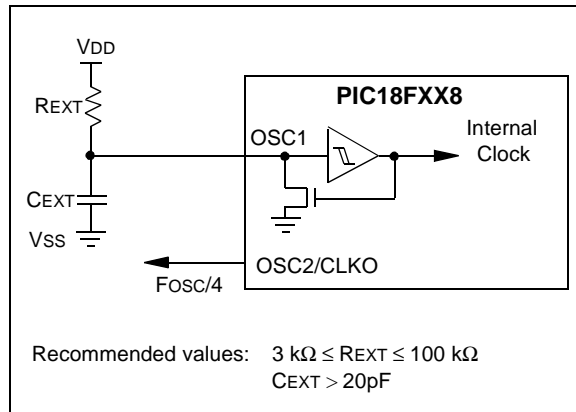 VDD
REXT
PIC18FXX8
OSC1
Internal
Clock
CEXT
VSS
OSC2/CLKO
FOSC/4
Recommended values: 3 kΩ ≤ REXT ≤ 100 kΩ
CEXT > 20pF